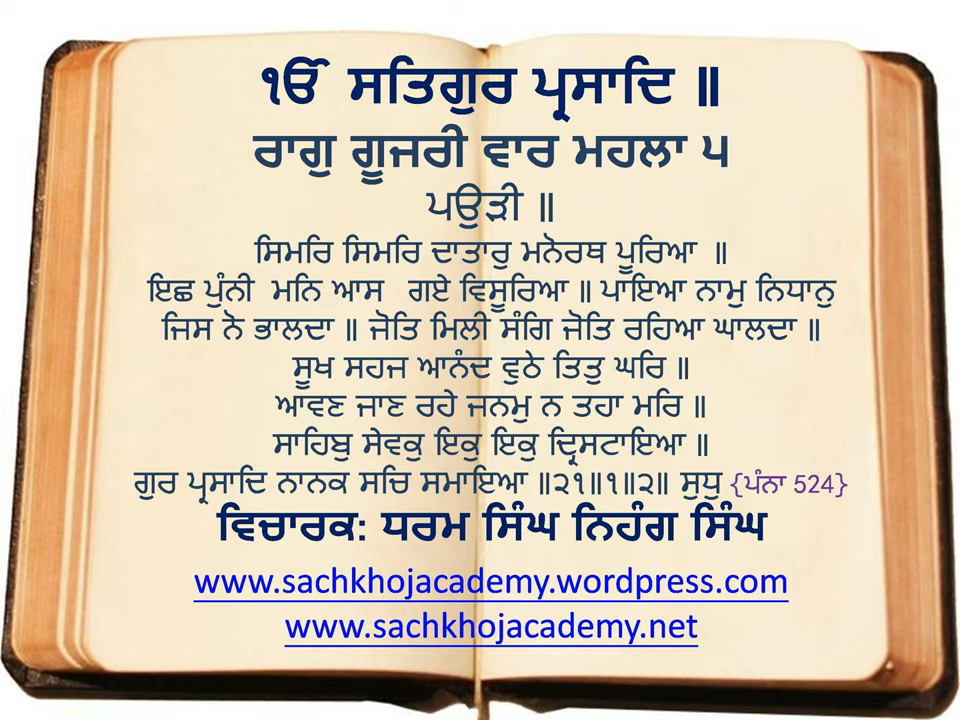 ੴ ਸਤਿਗੁਰ ਪ੍ਰਸਾਦਿ ॥
ਰਾਗੁ ਗੂਜਰੀ ਵਾਰ ਮਹਲਾ ੫
ਪਉੜੀ ॥
ਸਿਮਰਿ ਸਿਮਰਿ ਦਾਤਾਰੁ ਮਨੋਰਥ ਪੂਰਿਆ ॥
ਇਛ ਪੁੰਨੀ ਮਨਿ ਆਸ ਗਏ ਵਿਸੂਰਿਆ ॥ ਪਾਇਆ ਨਾਮੁ ਨਿਧਾਨੁ
ਜਿਸ ਨੋ ਭਾਲਦਾ ॥ ਜੋਤਿ ਮਿਲੀ ਸੰਗਿ ਜੋਤਿ ਰਹਿਆ ਘਾਲਦਾ ॥
ਸੂਖ ਸਹਜ ਆਨੰਦ ਵੁਠੇ ਤਿਤੁ ਘਰਿ ॥
ਆਵਣ ਜਾਣ ਰਹੇ ਜਨਮੁ ਨ ਤਹਾ ਮਰਿ ॥
ਸਾਹਿਬੁ ਸੇਵਕੁ ਇਕੁ ਇਕੁ ਦ੍ਰਿਸਟਾਇਆ ॥
ਗੁਰ ਪ੍ਰਸਾਦਿ ਨਾਨਕ ਸਚਿ ਸਮਾਇਆ ॥੨੧॥੧॥੨॥ ਸੁਧੁ {ਪੰਨਾ 524}
ਵਿਚਾਰਕ: ਧਰਮ ਸਿੰਘ ਨਿਹੰਗ ਸਿੰਘ
www.sachkhojacademy.wordpress.com
www.sachkhojacademy.net